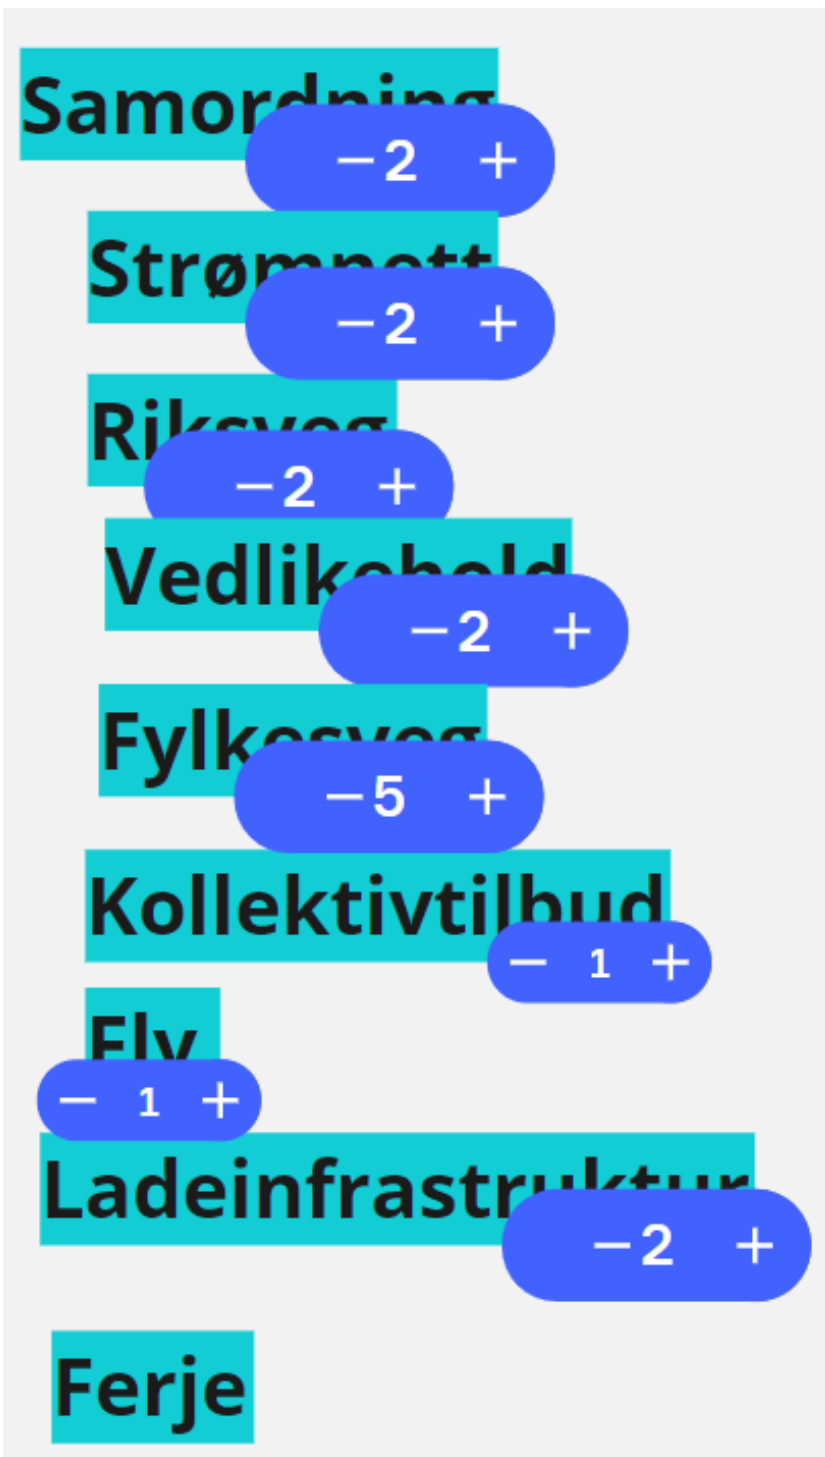 Samordning
− 2 +
Strømnett
− 2 +
Riksveg
− 2 +
Vedlikehold
− 2 +
Fylkesveg
− 5 +
Kollektivtilbud
− 1 +
Fly
− 1 +
Ladeinfrastruktur
− 2 +
Ferje